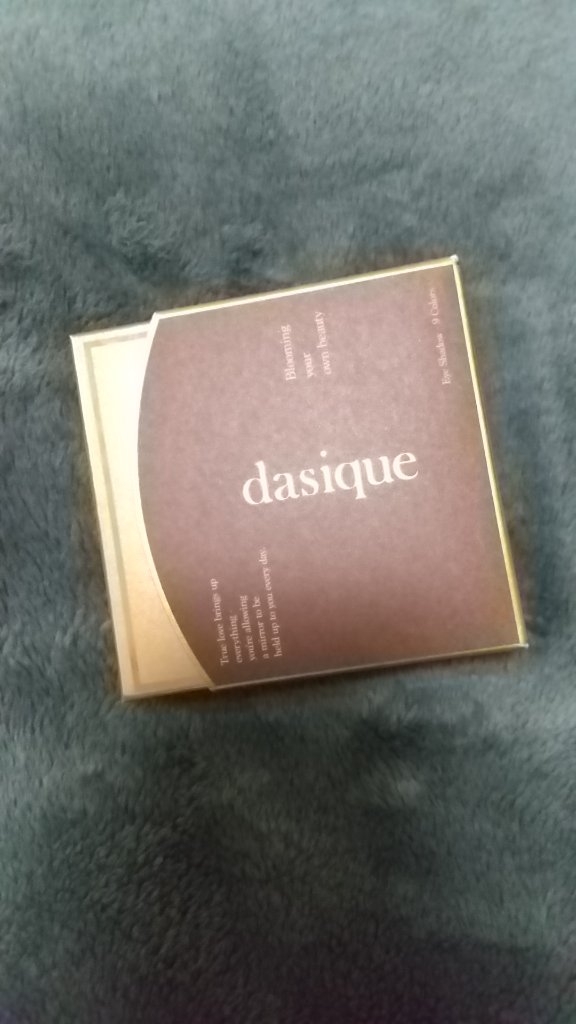 Blooming
your
own beauty
Eye Shadow 9 Colors
dasique
True love brings up
everything
you're allowing
a mirror to be
held up to you every day.